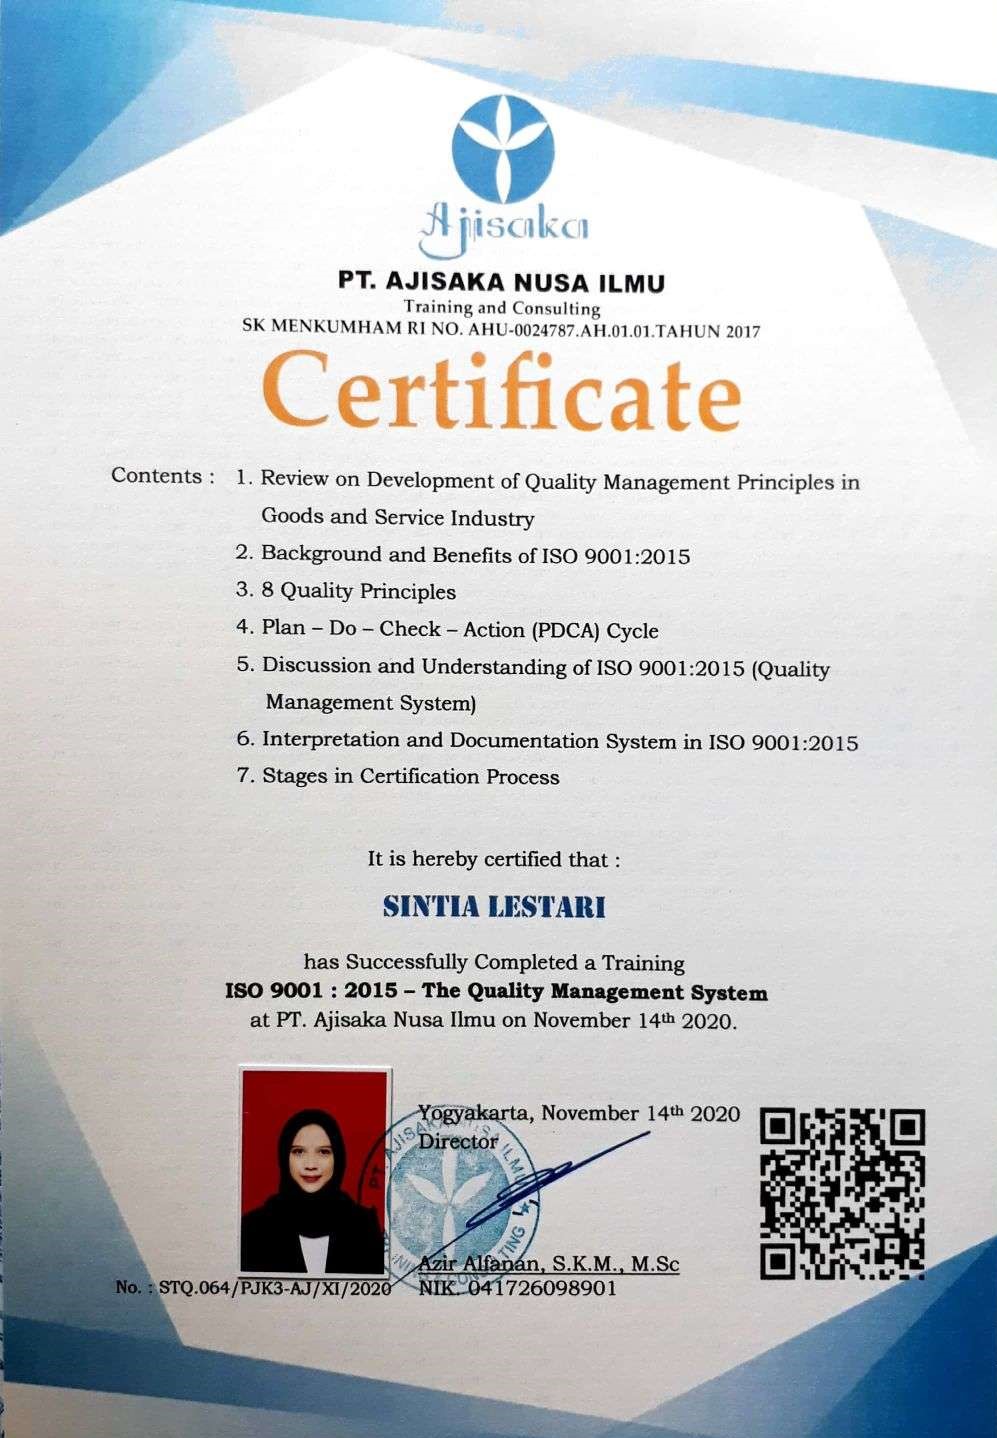 Ajisaka
PT. AJISAKA NUSA ILMU
Training and Consulting
SK MENKUMHAM RI NO. AHU-0024787.AH.01.01.TAHUN 2017
Certificate
Contents : 1. Review on Development of Quality Management Principles in
Goods and Service Industry
2. Background and Benefits of ISO 9001:2015
3. 8 Quality Principles
4. Plan – Do – Check – Action (PDCA) Cycle
5. Discussion and Understanding of ISO 9001:2015 (Quality
Management System)
6. Interpretation and Documentation System in ISO 9001:2015
7. Stages in Certification Process
It is hereby certified that :
SINTIA LESTARI
has Successfully Completed a Training
ISO 9001 : 2015 – The Quality Management System
at PT. Ajisaka Nusa Ilmu on November 14th 2020.
Yogyakarta, November 14th 2020
Director
PT. AJISAKA NUSA ILMU
Azir Alfanan, S.K.M., M.Sc
NIK. 041726098901
No. : STQ.064/PJK3-AJ/XI/2020